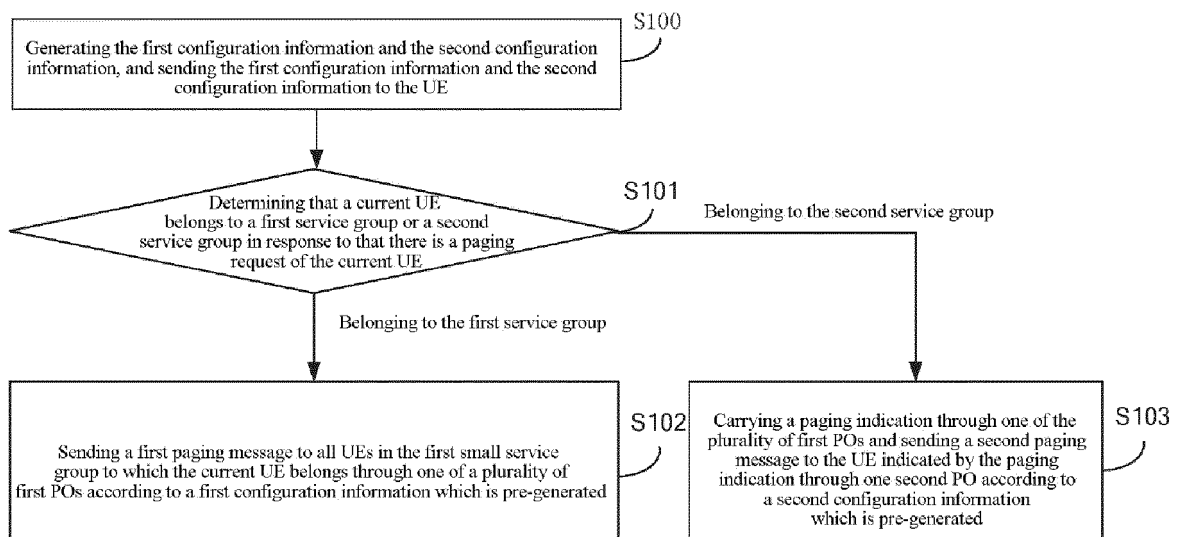 S100
Generating the first configuration information and the second configuration
information, and sending the first configuration information and the second
configuration information to the UE
S101
Determining that a current UE
belongs to a first service group or a second
service group in response to that there is a paging
request of the current UE
Belonging to the second service group
Belonging to the first service group
S102
Sending a first paging message to all UEs in the first small service
group to which the current UE belongs through one of a plurality of
first POs according to a first configuration information which is pre-generated
S103
Carrying a paging indication through one of the
plurality of first POs and sending a second paging
message to the UE indicated by the paging
indication through one second PO according to
a second configuration information
which is pre-generated